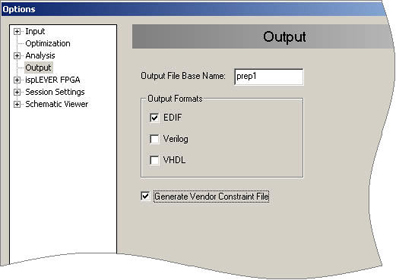 Options
Input
Optimization
Analysis
Output
ispLEVER FPGA
Session Settings
Schematic Viewer
Output
Output File Base Name: prep1
Output Formats
EDIF
Verilog
VHDL
Generate Vendor Constraint File